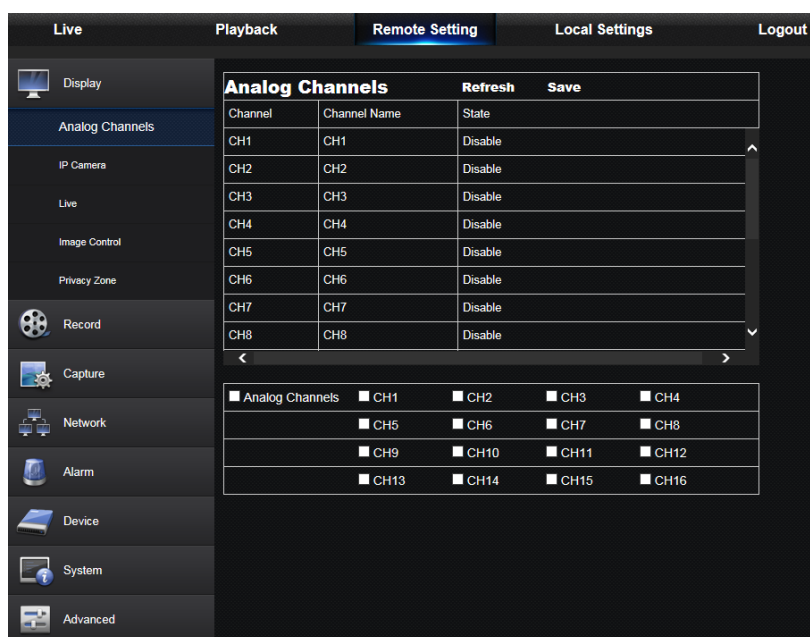 Live Playback Remote Setting Local Settings Logout
Display
Analog Channels
IP Camera
Live
Image Control
Privacy Zone
Record
Capture
Network
Alarm
Device
System
Advanced
Analog Channels Refresh Save
Channel Channel Name State
CH1 CH1 Disable
CH2 CH2 Disable
CH3 CH3 Disable
CH4 CH4 Disable
CH5 CH5 Disable
CH6 CH6 Disable
CH7 CH7 Disable
CH8 CH8 Disable
Analog Channels CH1 CH2 CH3 CH4
CH5 CH6 CH7 CH8
CH9 CH10 CH11 CH12
CH13 CH14 CH15 CH16